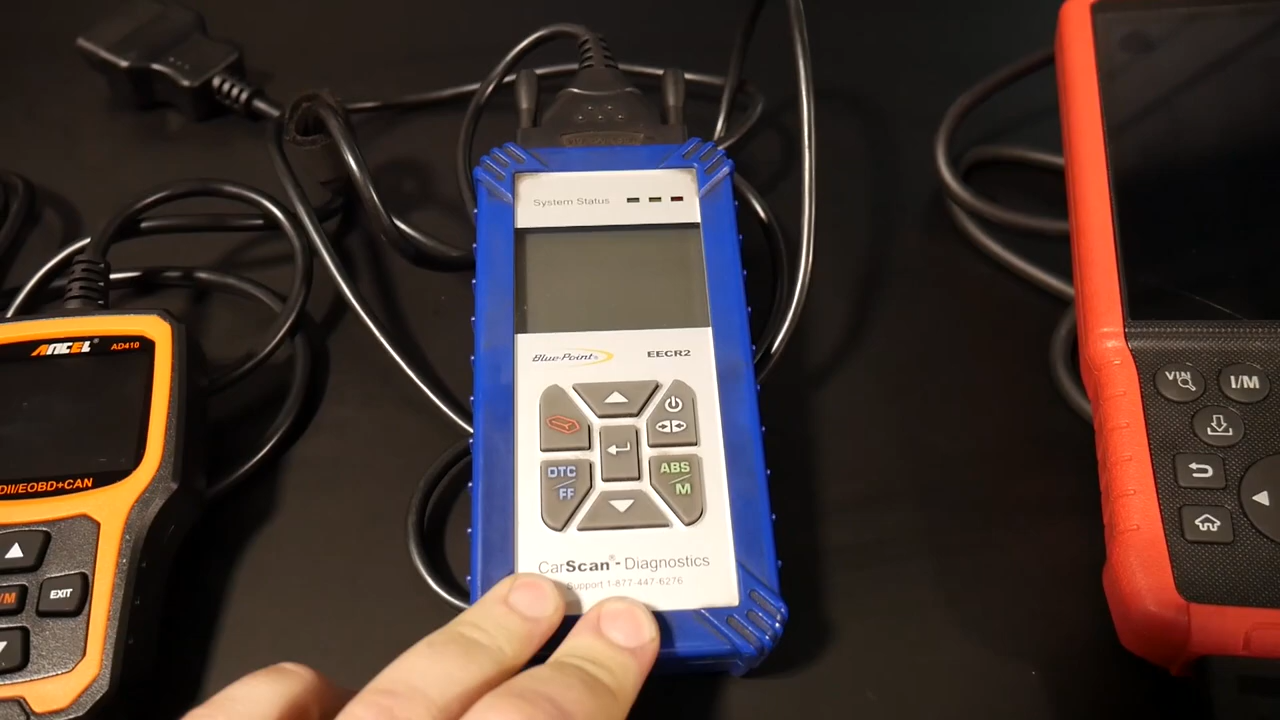 System Status
Blue-Point®
EECR2
DTC
FF
ABS
M
CarScan®- Diagnostics
Support 1-877-447-6276
ANCEL®
AD410
DII/EOBD+CAN
/M
EXIT
VIN
I/M